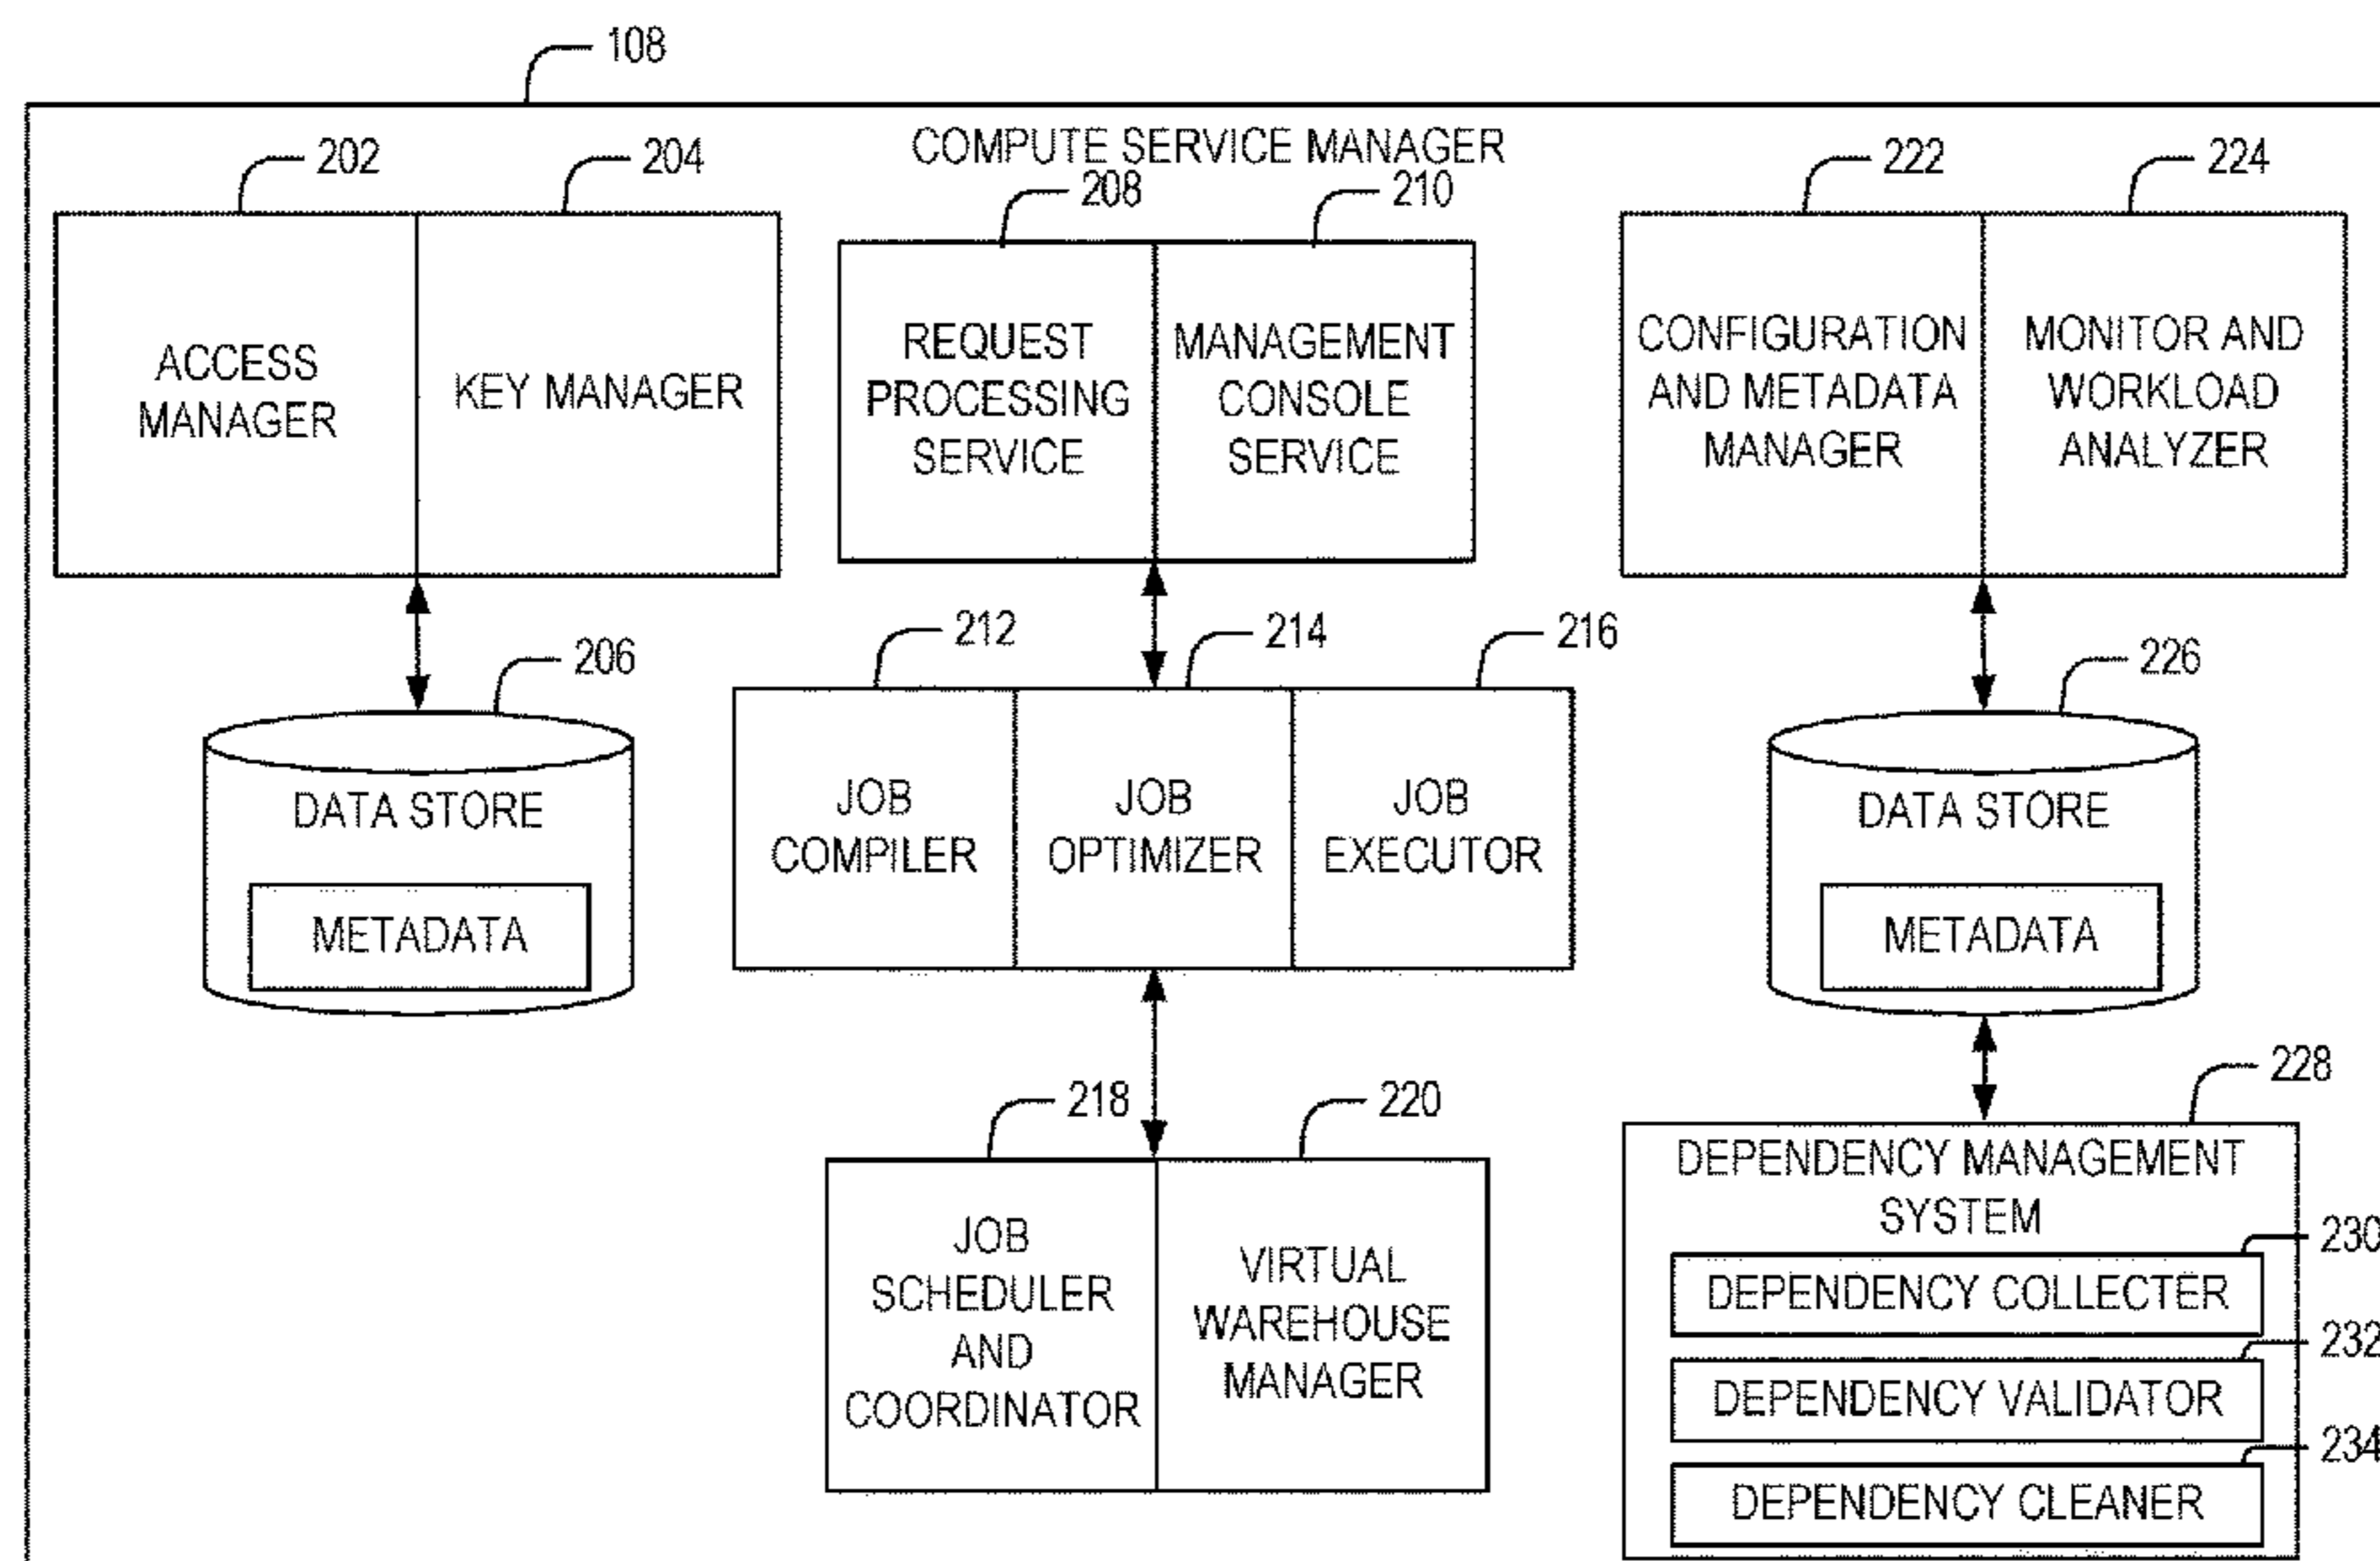 108
COMPUTE SERVICE MANAGER
202
204
208
210
222
224
ACCESS
MANAGER
KEY MANAGER
REQUEST
PROCESSING
SERVICE
MANAGEMENT
CONSOLE
SERVICE
CONFIGURATION
AND METADATA
MANAGER
MONITOR AND
WORKLOAD
ANALYZER
206
212
214
216
226
DATA STORE
METADATA
JOB
COMPILER
JOB
OPTIMIZER
JOB
EXECUTOR
DATA STORE
METADATA
218
220
228
JOB
SCHEDULER
AND
COORDINATOR
VIRTUAL
WAREHOUSE
MANAGER
DEPENDENCY MANAGEMENT
SYSTEM
230
DEPENDENCY COLLECTER
232
DEPENDENCY VALIDATOR
234
DEPENDENCY CLEANER